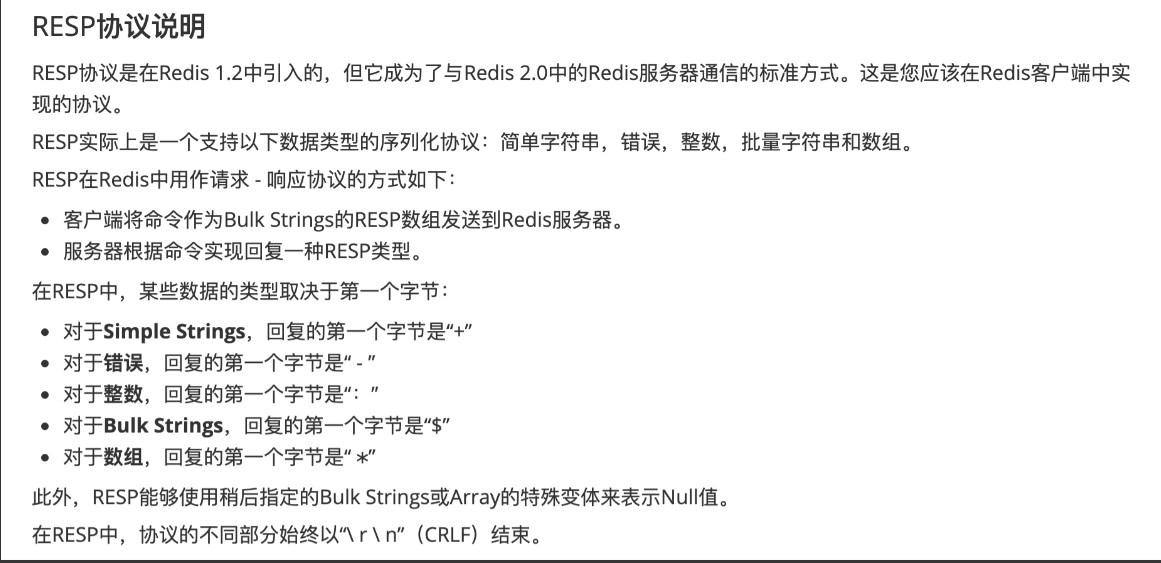 RESP协议说明
RESP协议是在Redis 1.2中引入的，但它成为了与Redis 2.0中的Redis服务器通信的标准方式。这是您应该在Redis客户端中实
现的协议。
RESP实际上是一个支持以下数据类型的序列化协议：简单字符串，错误，整数，批量字符串和数组。
RESP在Redis中用作请求 - 响应协议的方式如下：
• 客户端将命令作为Bulk Strings的RESP数组发送到Redis服务器。
• 服务器根据命令实现回复一种RESP类型。
在RESP中，某些数据的类型取决于第一个字节：
• 对于Simple Strings，回复的第一个字节是“+”
• 对于错误，回复的第一个字节是“ - ”
• 对于整数，回复的第一个字节是“：”
• 对于Bulk Strings，回复的第一个字节是“$”
• 对于数组，回复的第一个字节是“ *”
此外，RESP能够使用稍后指定的Bulk Strings或Array的特殊变体来表示Null值。
在RESP中，协议的不同部分始终以“\ r \ n”（CRLF）结束。